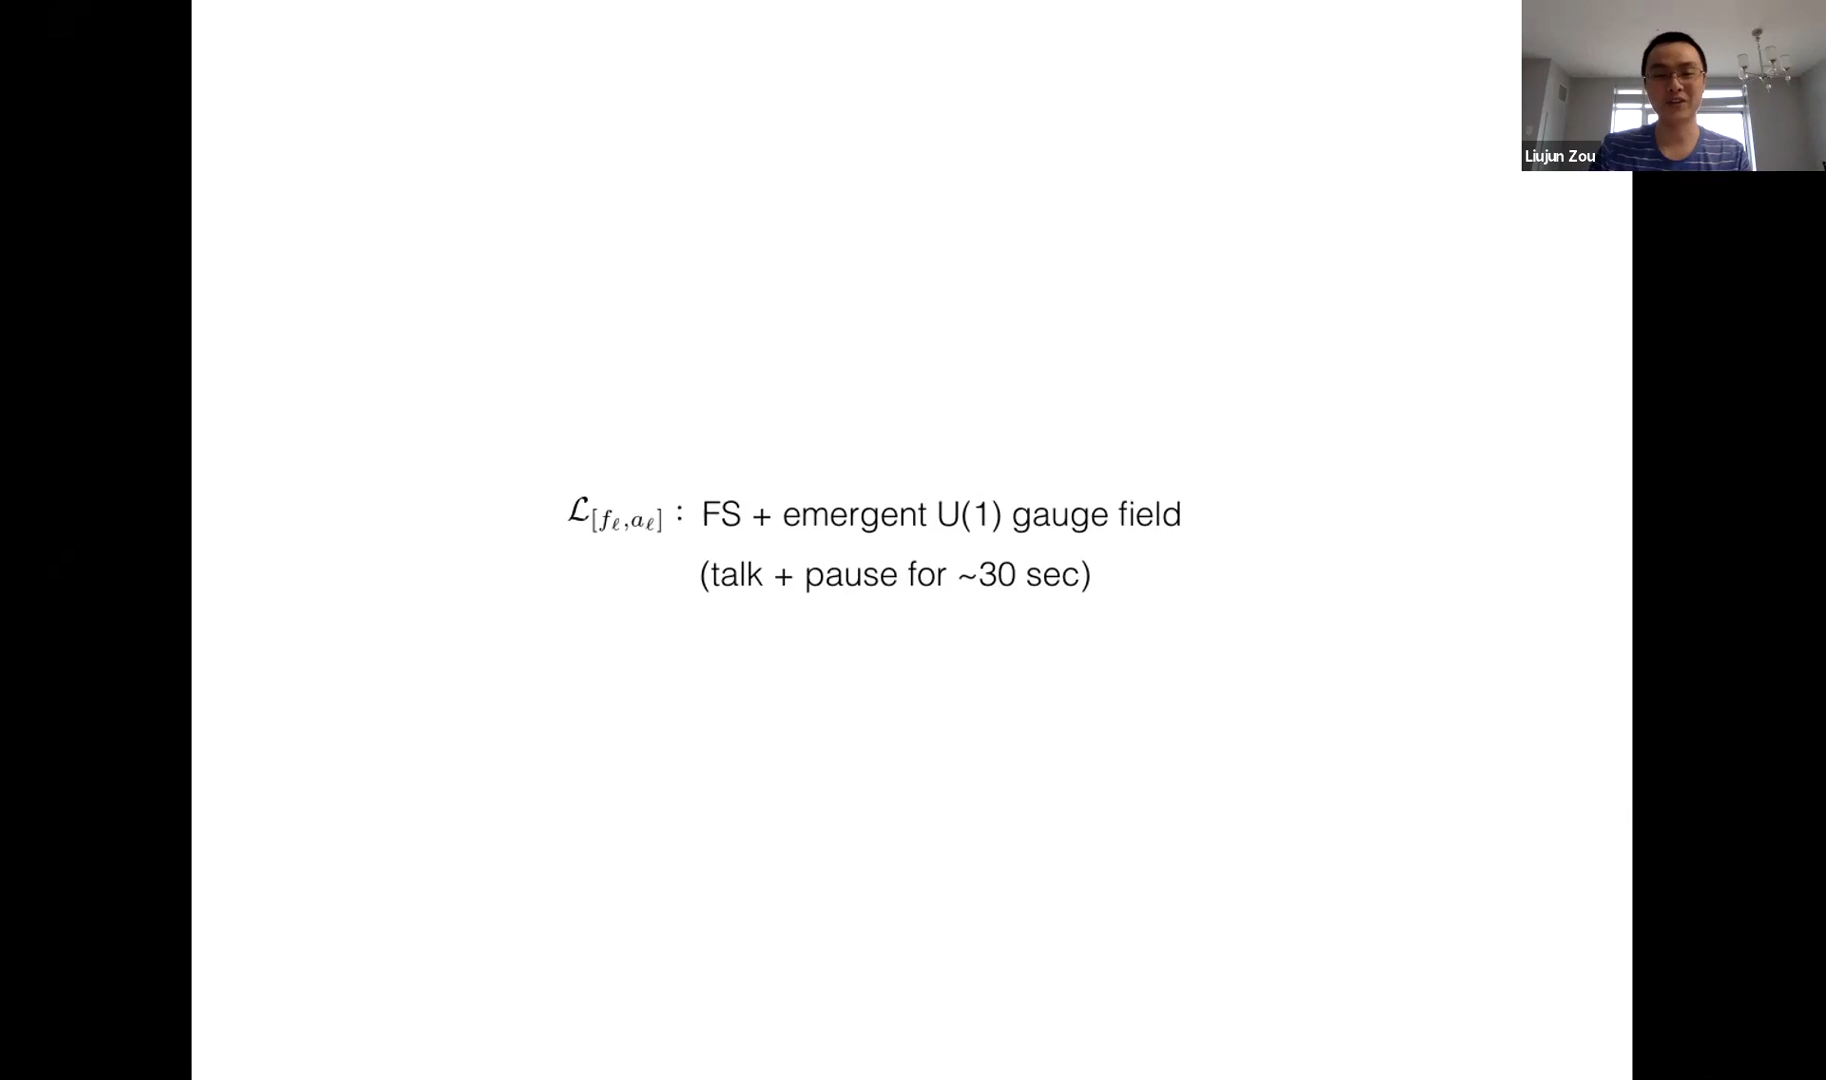 Liujun Zou
ℒ[fℓ,aℓ] : FS + emergent U(1) gauge field
(talk + pause for ~30 sec)